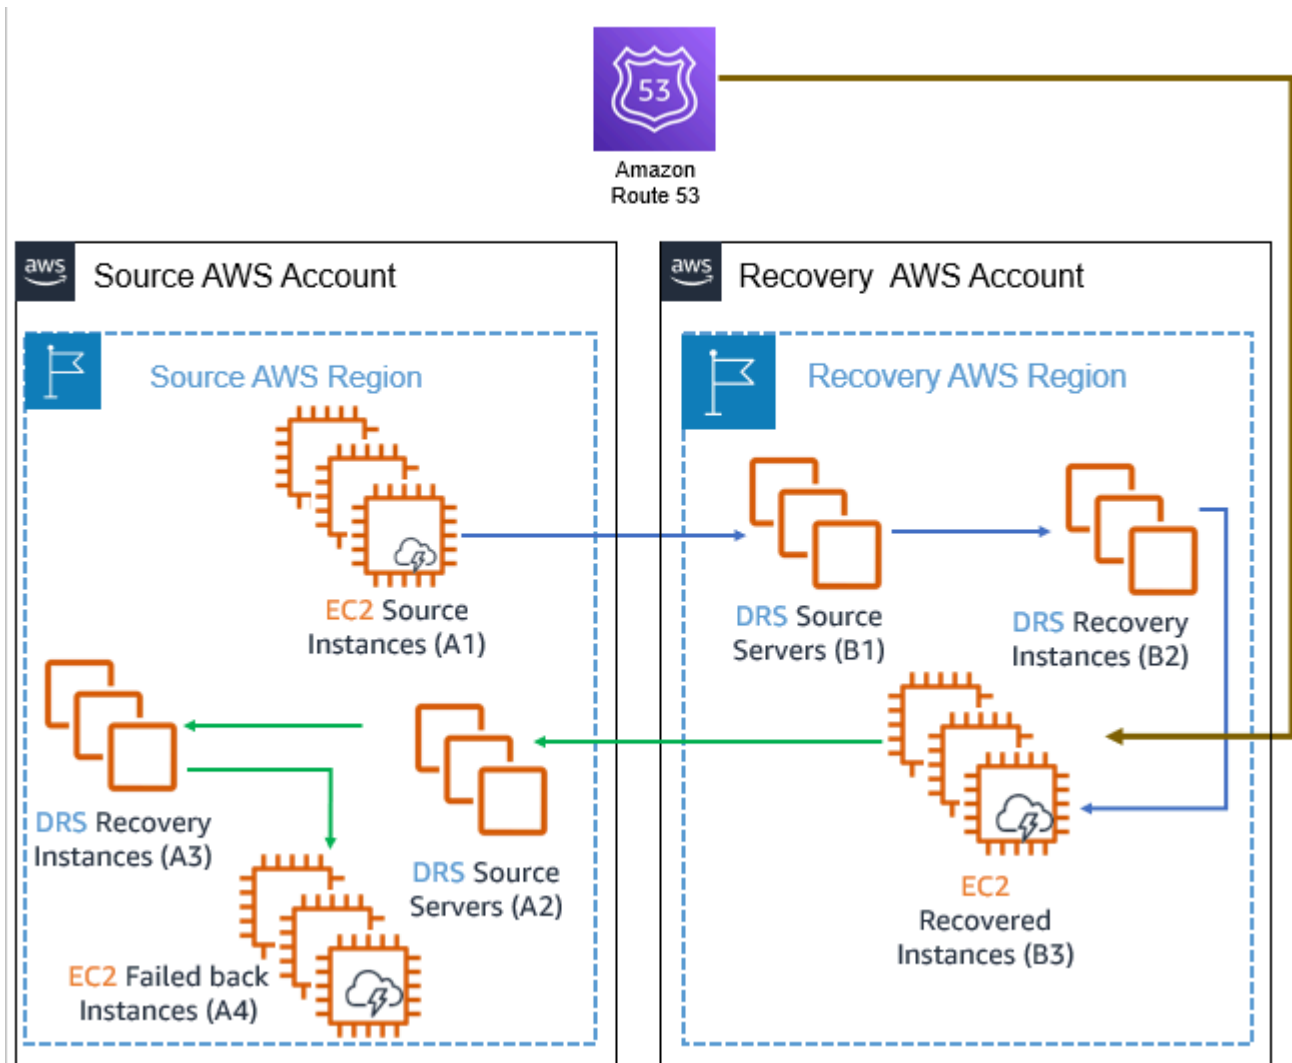 53
Amazon
Route 53
aws
Source AWS Account
aws
Recovery AWS Account
Source AWS Region
Recovery AWS Region
EC2 Source
Instances (A1)
DRS Source
Servers (B1)
DRS Recovery
Instances (B2)
DRS Recovery
Instances (A3)
DRS Source
Servers (A2)
EC2
Recovered
Instances (B3)
EC2 Failed back
Instances (A4)